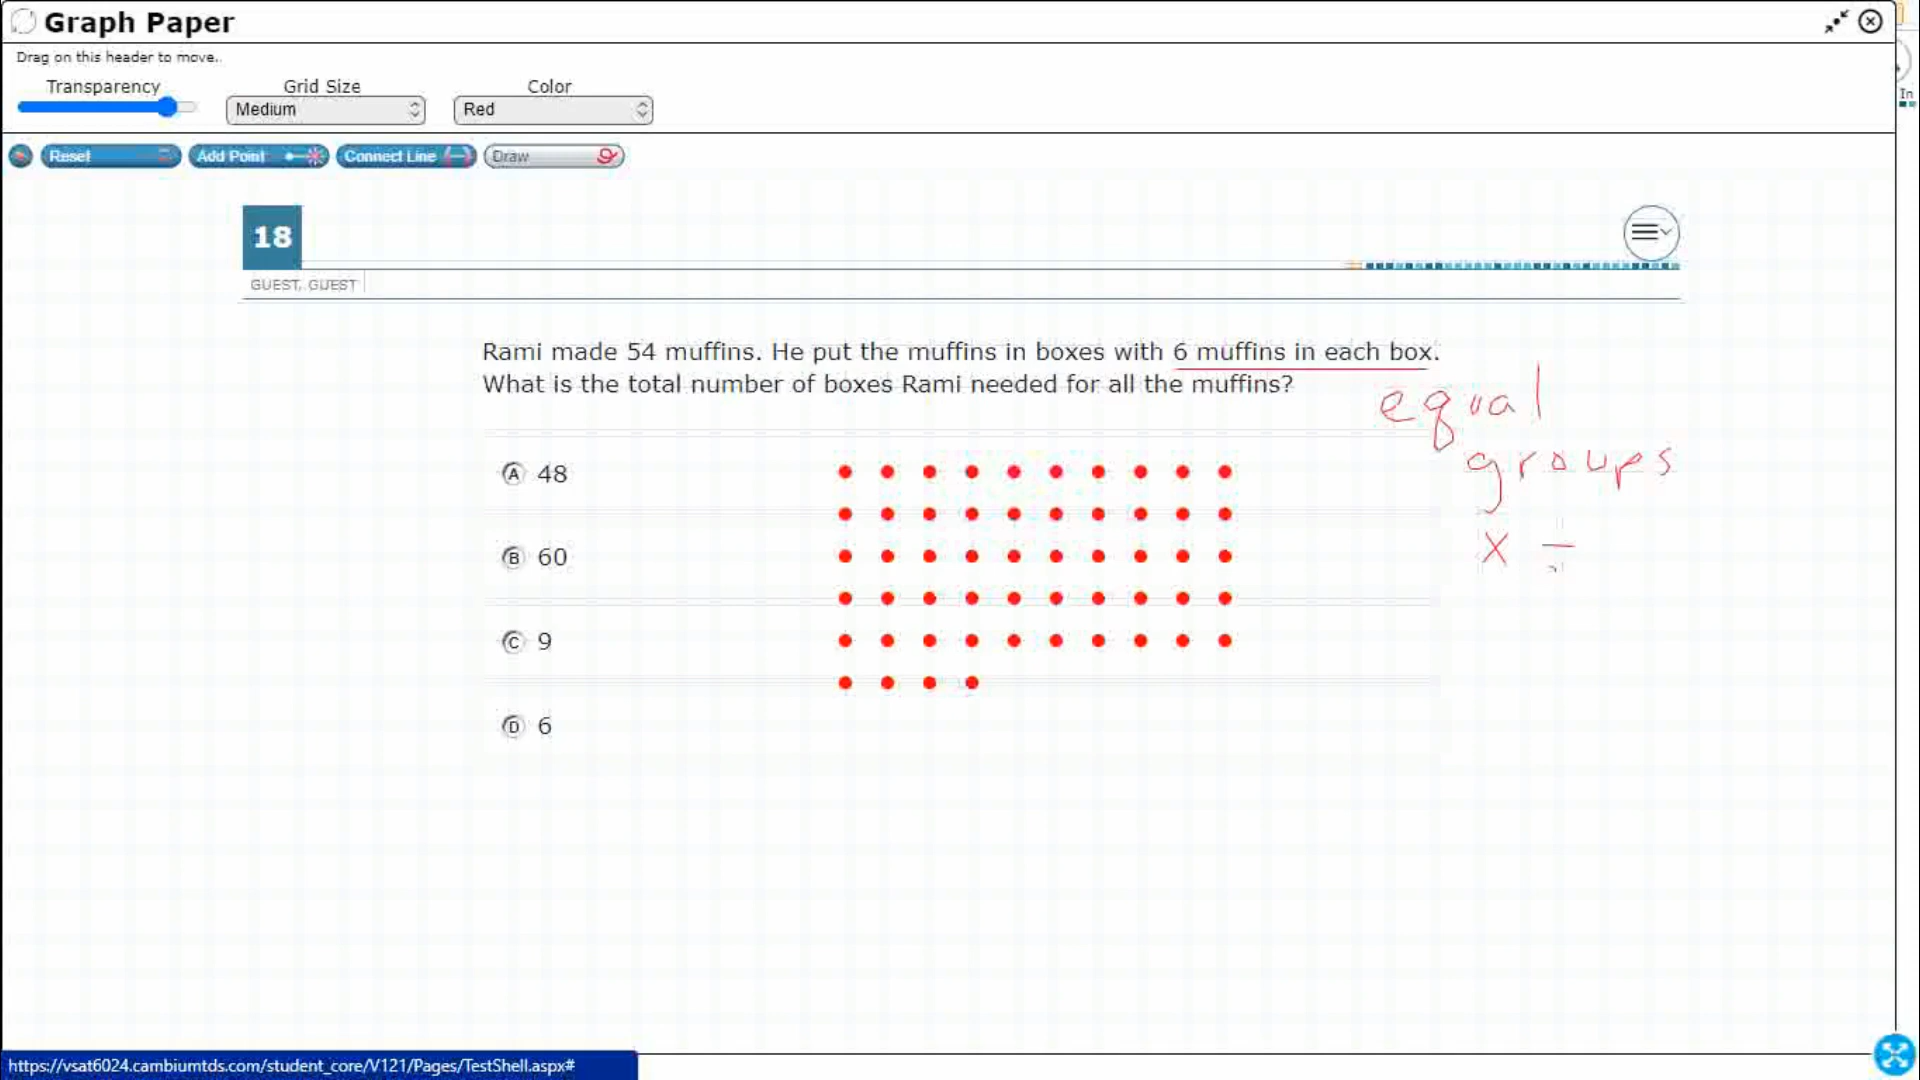 Graph Paper
Drag on this header to move..
Transparency
Grid Size
Color
Medium
Red
Reset
Add Point
Connect Line
Draw
In
18
GUEST, GUEST
Rami made 54 muffins. He put the muffins in boxes with 6 muffins in each box.
What is the total number of boxes Rami needed for all the muffins?
equal
groups
x ÷
A 48
B 60
C 9
D 6
https://vsat6024.cambiumtds.com/student_core/V121/Pages/TestShell.aspx#